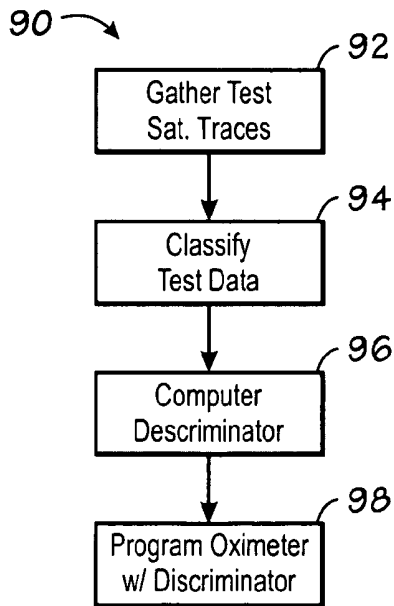 90
92
Gather Test
Sat. Traces
94
Classify
Test Data
96
Computer
Descriminator
98
Program Oximeter
w/ Discriminator